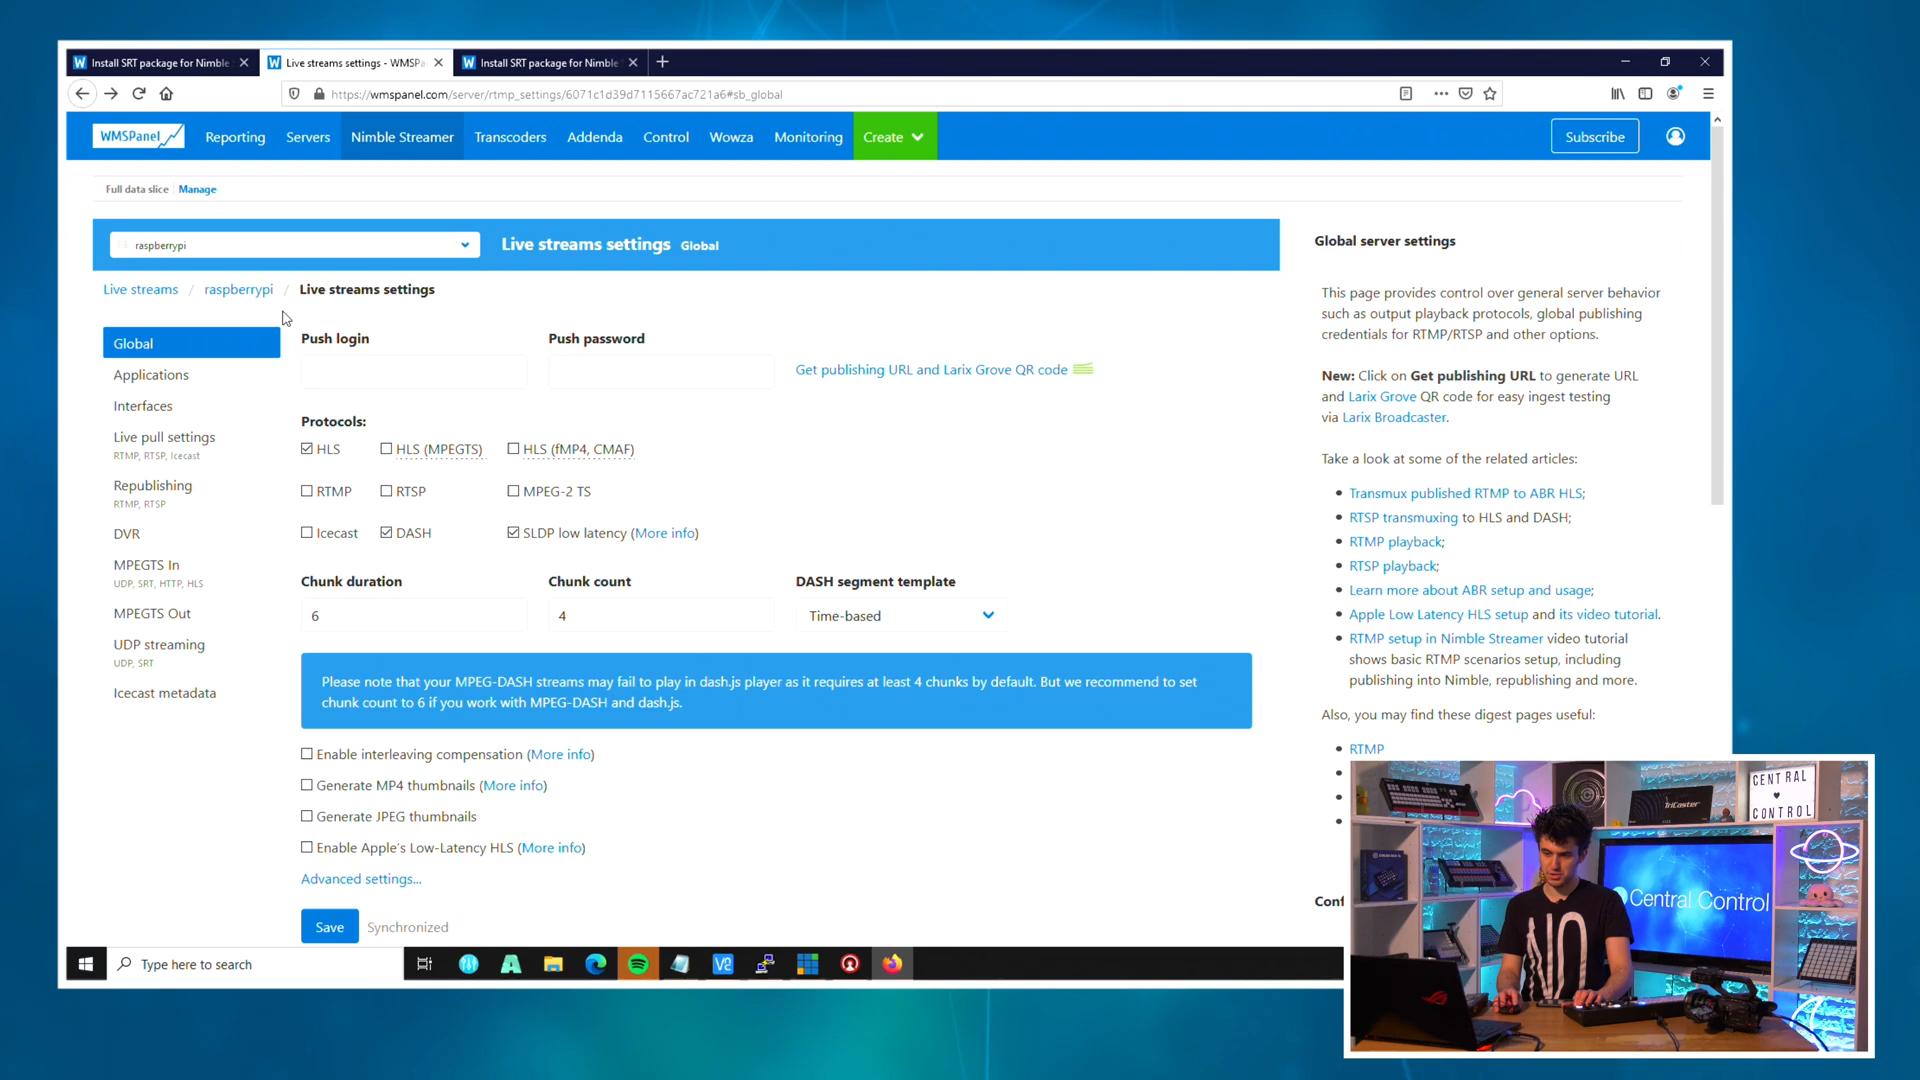 Install SRT package for Nimble
Live streams settings - WMSPa
Install SRT package for Nimble
https://wmspanel.com/server/rtmp_settings/6071c1d39d7115667ac721a6#sb_global
WMSPanel
Reporting
Servers
Nimble Streamer
Transcoders
Addenda
Control
Wowza
Monitoring
Create
Subscribe
Full data slice
Manage
raspberrypi
Live streams settings Global
Live streams / raspberrypi / Live streams settings
Global
Applications
Interfaces
Live pull settings
RTMP, RTSP, Icecast
Republishing
RTMP, RTSP
DVR
MPEGTS In
UDP, SRT, HTTP, HLS
MPEGTS Out
UDP streaming
UDP, SRT
Icecast metadata
Push login
Push password
Get publishing URL and Larix Grove QR code
Protocols:
HLS
HLS (MPEGTS)
HLS (fMP4, CMAF)
RTMP
RTSP
MPEG-2 TS
Icecast
DASH
SLDP low latency (More info)
Chunk duration
Chunk count
DASH segment template
6
4
Time-based
Please note that your MPEG-DASH streams may fail to play in dash.js player as it requires at least 4 chunks by default. But we recommend to set
chunk count to 6 if you work with MPEG-DASH and dash.js.
Enable interleaving compensation (More info)
Generate MP4 thumbnails (More info)
Generate JPEG thumbnails
Enable Apple's Low-Latency HLS (More info)
Advanced settings...
Save
Synchronized
Global server settings
This page provides control over general server behavior
such as output playback protocols, global publishing
credentials for RTMP/RTSP and other options.
New: Click on Get publishing URL to generate URL
and Larix Grove QR code for easy ingest testing
via Larix Broadcaster.
Take a look at some of the related articles:
Transmux published RTMP to ABR HLS;
RTSP transmuxing to HLS and DASH;
RTMP playback;
RTSP playback;
Learn more about ABR setup and usage;
Apple Low Latency HLS setup and its video tutorial.
RTMP setup in Nimble Streamer video tutorial
shows basic RTMP scenarios setup, including
publishing into Nimble, republishing and more.
Also, you may find these digest pages useful:
RTMP
Conf
Type here to search
CENTRAL
♥
CONTROL
TriCaster
Central Control
NO